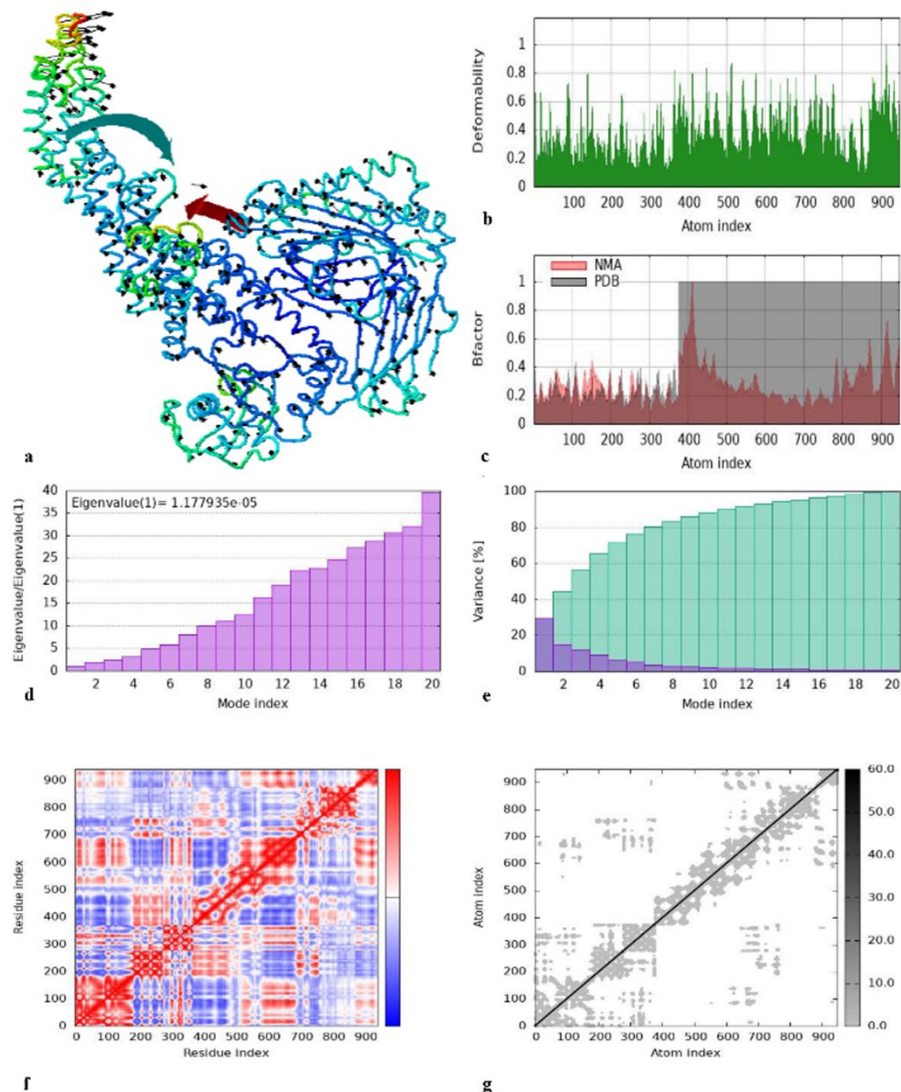 1
0.8
0.6
0.4
0.2
0
Deformability
100 200 300 400 500 600 700 800 900
Atom index
b
NMA
PDB
1
0.8
0.6
0.4
0.2
0
Bfactor
100 200 300 400 500 600 700 800 900
Atom index
a
c
40
35
30
25
20
15
10
5
0
Eigenvalue/Eigenvalue(1)
Eigenvalue(1)= 1.177935e-05
2 4 6 8 10 12 14 16 18 20
Mode index
d
100
80
60
40
20
0
Variance [%]
2 4 6 8 10 12 14 16 18 20
Mode index
e
900
800
700
600
500
400
300
200
100
0
Residue index
0 100 200 300 400 500 600 700 800 900
Residue index
f
900
800
700
600
500
400
300
200
100
0
Atom index
0 100 200 300 400 500 600 700 800 900
Atom index
60.0
50.0
40.0
30.0
20.0
10.0
0.0
g